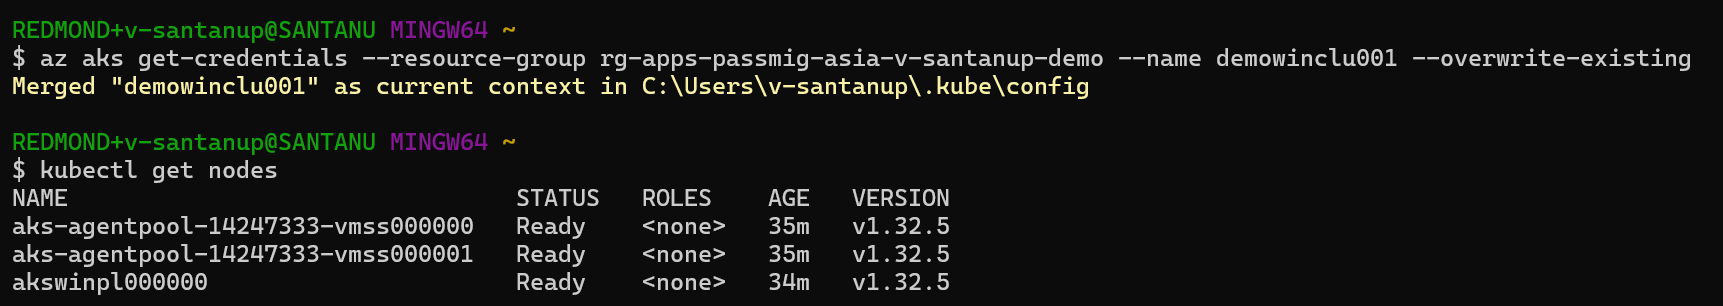 REDMOND+v-santanup@SANTANU MINGW64 ~
$ az aks get-credentials --resource-group rg-apps-passmig-asia-v-santanup-demo --name demowinclu001 --overwrite-existing
Merged "demowinclu001" as current context in C:\Users\v-santanup\.kube\config
REDMOND+v-santanup@SANTANU MINGW64 ~
$ kubectl get nodes
NAME STATUS ROLES AGE VERSION
aks-agentpool-14247333-vmss000000 Ready <none> 35m v1.32.5
aks-agentpool-14247333-vmss000001 Ready <none> 35m v1.32.5
akswinpl000000 Ready <none> 34m v1.32.5